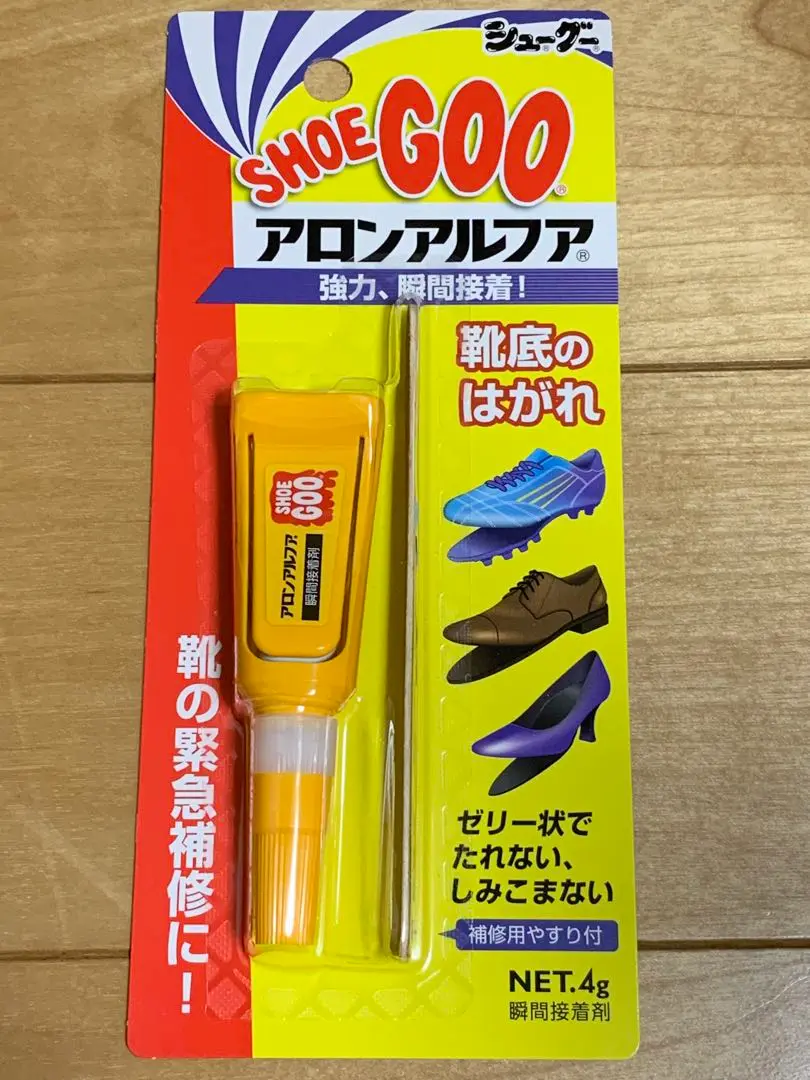 シューグー®
SHOE GOO®
アロンアルフア®
強力、瞬間接着!
靴底の
はがれ
SHOE
GOO
アロンアルフア
瞬間接着剤
靴の緊急補修に!
ゼリー状で
たれない、
しみこまない
補修用やすり付
NET.4g
瞬間接着剤